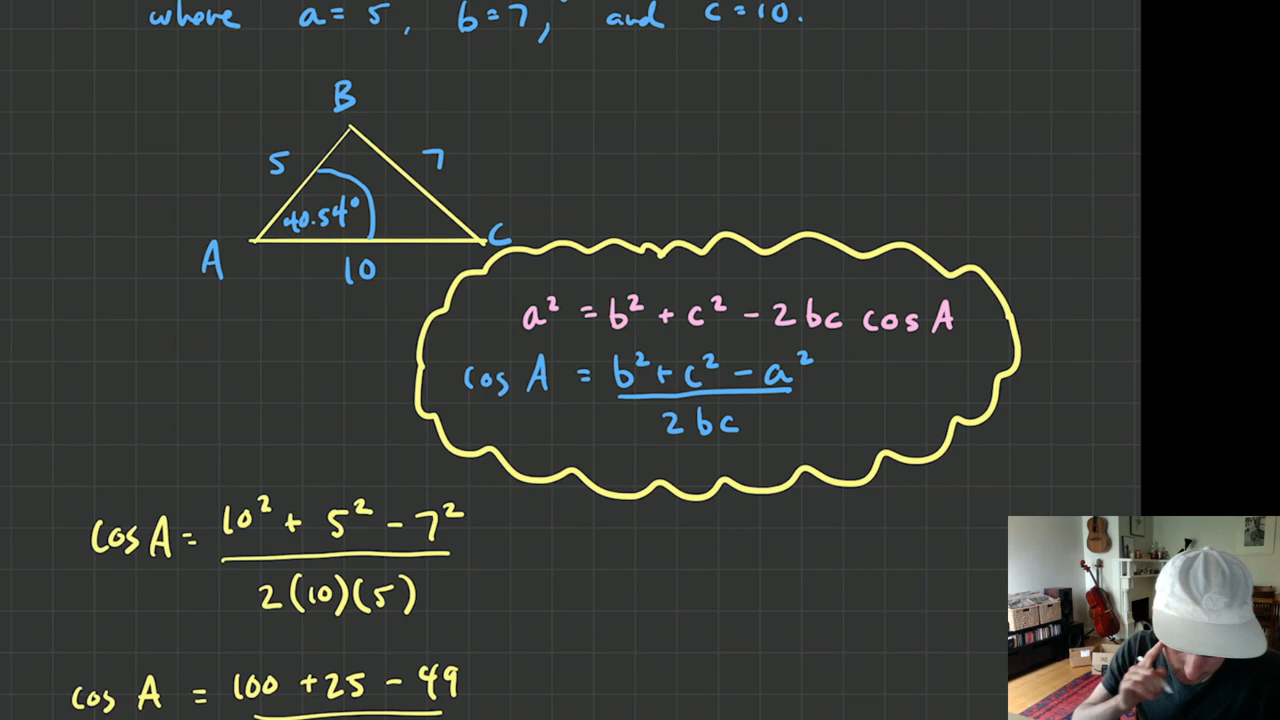 where a = 5, b = 7, and c = 10.
B
5
7
40.54°
A
C
10
a² = b² + c² - 2bc cos A
cos A = b² + c² - a²
2bc
cos A = 10² + 5² - 7²
2(10)(5)
cos A = 100 + 25 - 49